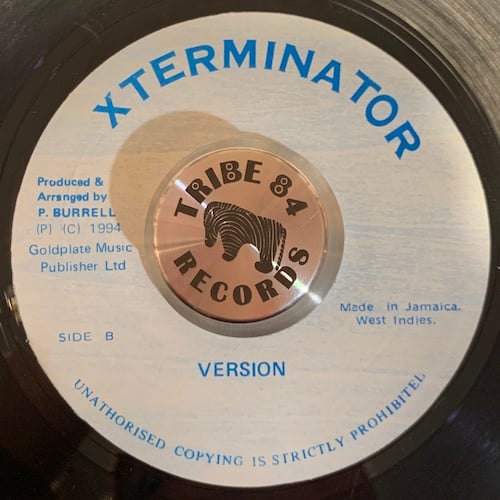 XTERMINATOR
Produced &
Arranged by
P. BURRELL
(P) (C) 1994
Goldplate Music
Publisher Ltd
TRIBE 84
RECORDS
Made in Jamaica.
West Indies.
SIDE B
VERSION
UNATHORISED COPYING IS STRICTLY PROHIBITEL